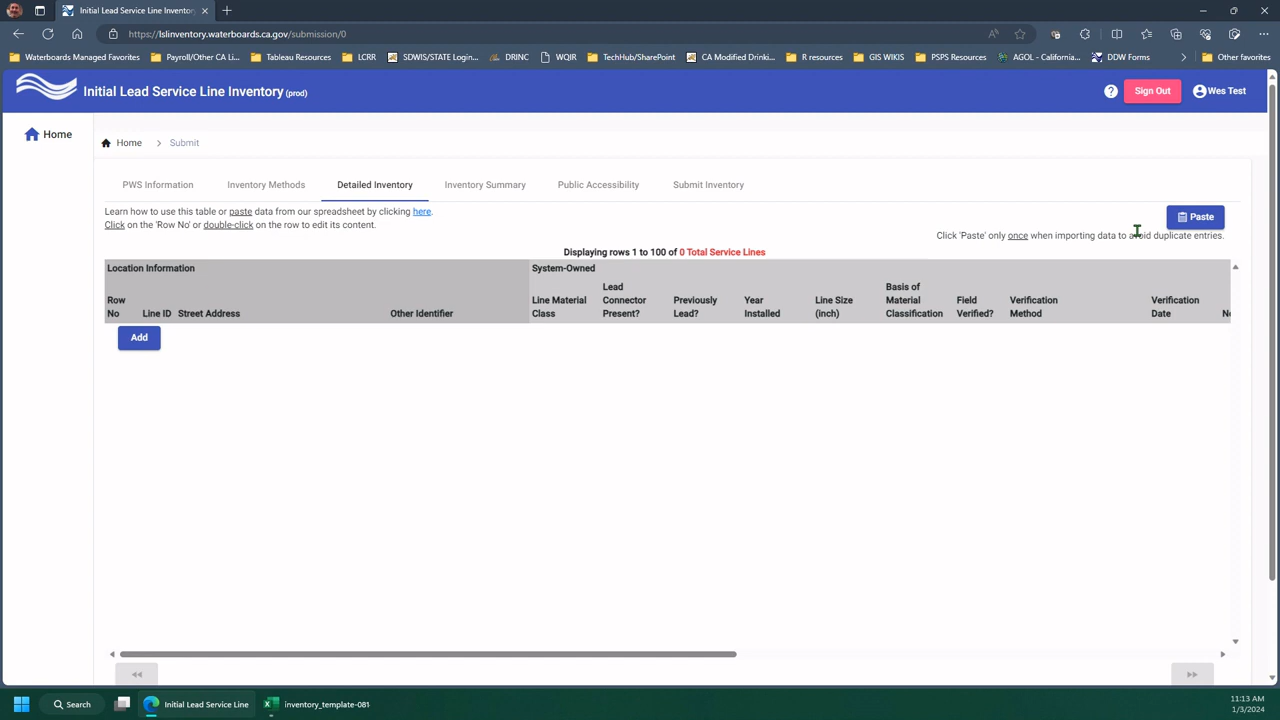 Initial Lead Service Line Inventory
https://lslinventory.waterboards.ca.gov/submission/0
Waterboards Managed Favorites
Payroll/Other CA Li...
Tableau Resources
LCRR
SDWIS/STATE Login...
DRINC
WQIR
TechHub/SharePoint
CA Modified Drinki...
R resources
GIS WIKIS
PSPS Resources
AGOL - California...
DDW Forms
Other favorites
Initial Lead Service Line Inventory (prod)
? Sign Out Wes Test
Home
Home > Submit
PWS Information Inventory Methods Detailed Inventory Inventory Summary Public Accessibility Submit Inventory
Learn how to use this table or paste data from our spreadsheet by clicking here.
Click on the 'Row No' or double-click on the row to edit its content.
Paste
Click 'Paste' only once when importing data to avoid duplicate entries.
Displaying rows 1 to 100 of 0 Total Service Lines
Location Information
System-Owned
Row No
Line ID
Street Address
Other Identifier
Line Material Class
Lead Connector Present?
Previously Lead?
Year Installed
Line Size (inch)
Basis of Material Classification
Field Verified?
Verification Method
Verification Date
Add
Search
Initial Lead Service Line
inventory_template-081
11:13 AM
1/3/2024